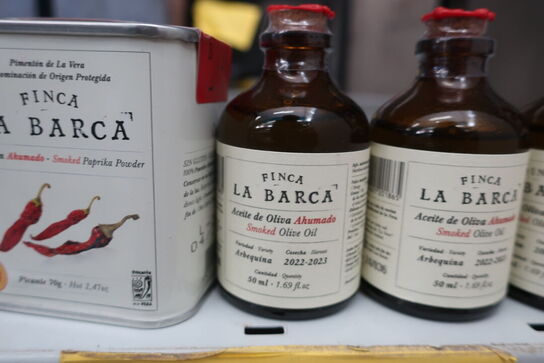 Pimentón de La Vera
nominación de Origen Protegida
FINCA
A BARCA
Ahumado - Smoked Paprika Powder
Picante 70g - Hot 2,47oz
FINCA
LA BARCA
Aceite de Oliva Ahumado
Smoked Olive Oil
Variedad · Variety
Arbequina
Cosecha · Harvest
2022-2023
Cantidad · Quantity
50 ml · 1.69 fl.oz
FINCA
LA BARCA
Aceite de Oliva Ahumado
Smoked Olive Oil
Variedad · Variety
Arbequina
Cosecha · Harvest
2022-202
Cantidad · Quantity
50 ml · 1.69 fl.oz